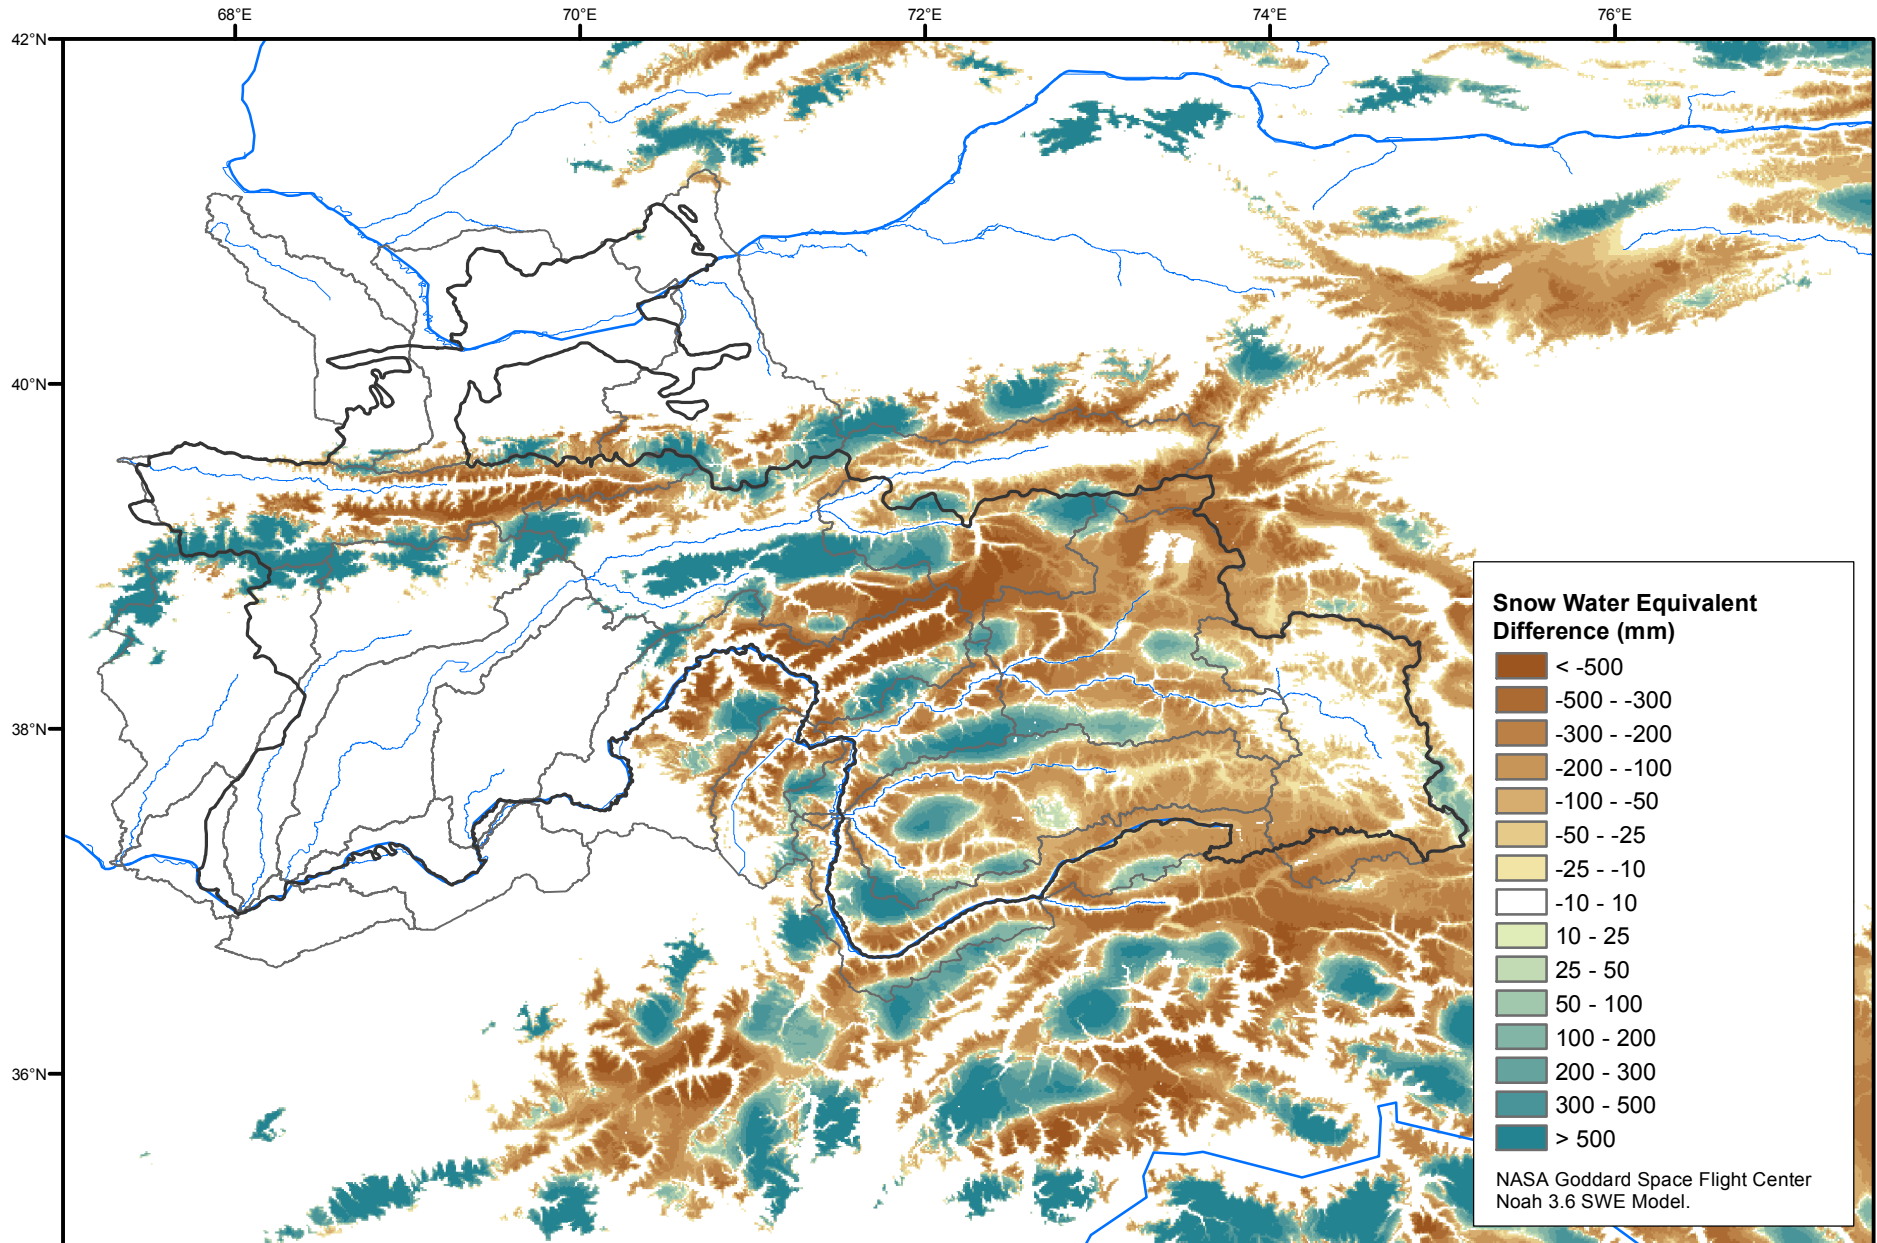 68°E
70°E
72°E
74°E
76°E
42°N
40°N
38°N
36°N
Snow Water Equivalent
Difference (mm)
< -500
-500 - -300
-300 - -200
-200 - -100
-100 - -50
-50 - -25
-25 - -10
-10 - 10
10 - 25
25 - 50
50 - 100
100 - 200
200 - 300
300 - 500
> 500
NASA Goddard Space Flight Center
Noah 3.6 SWE Model.